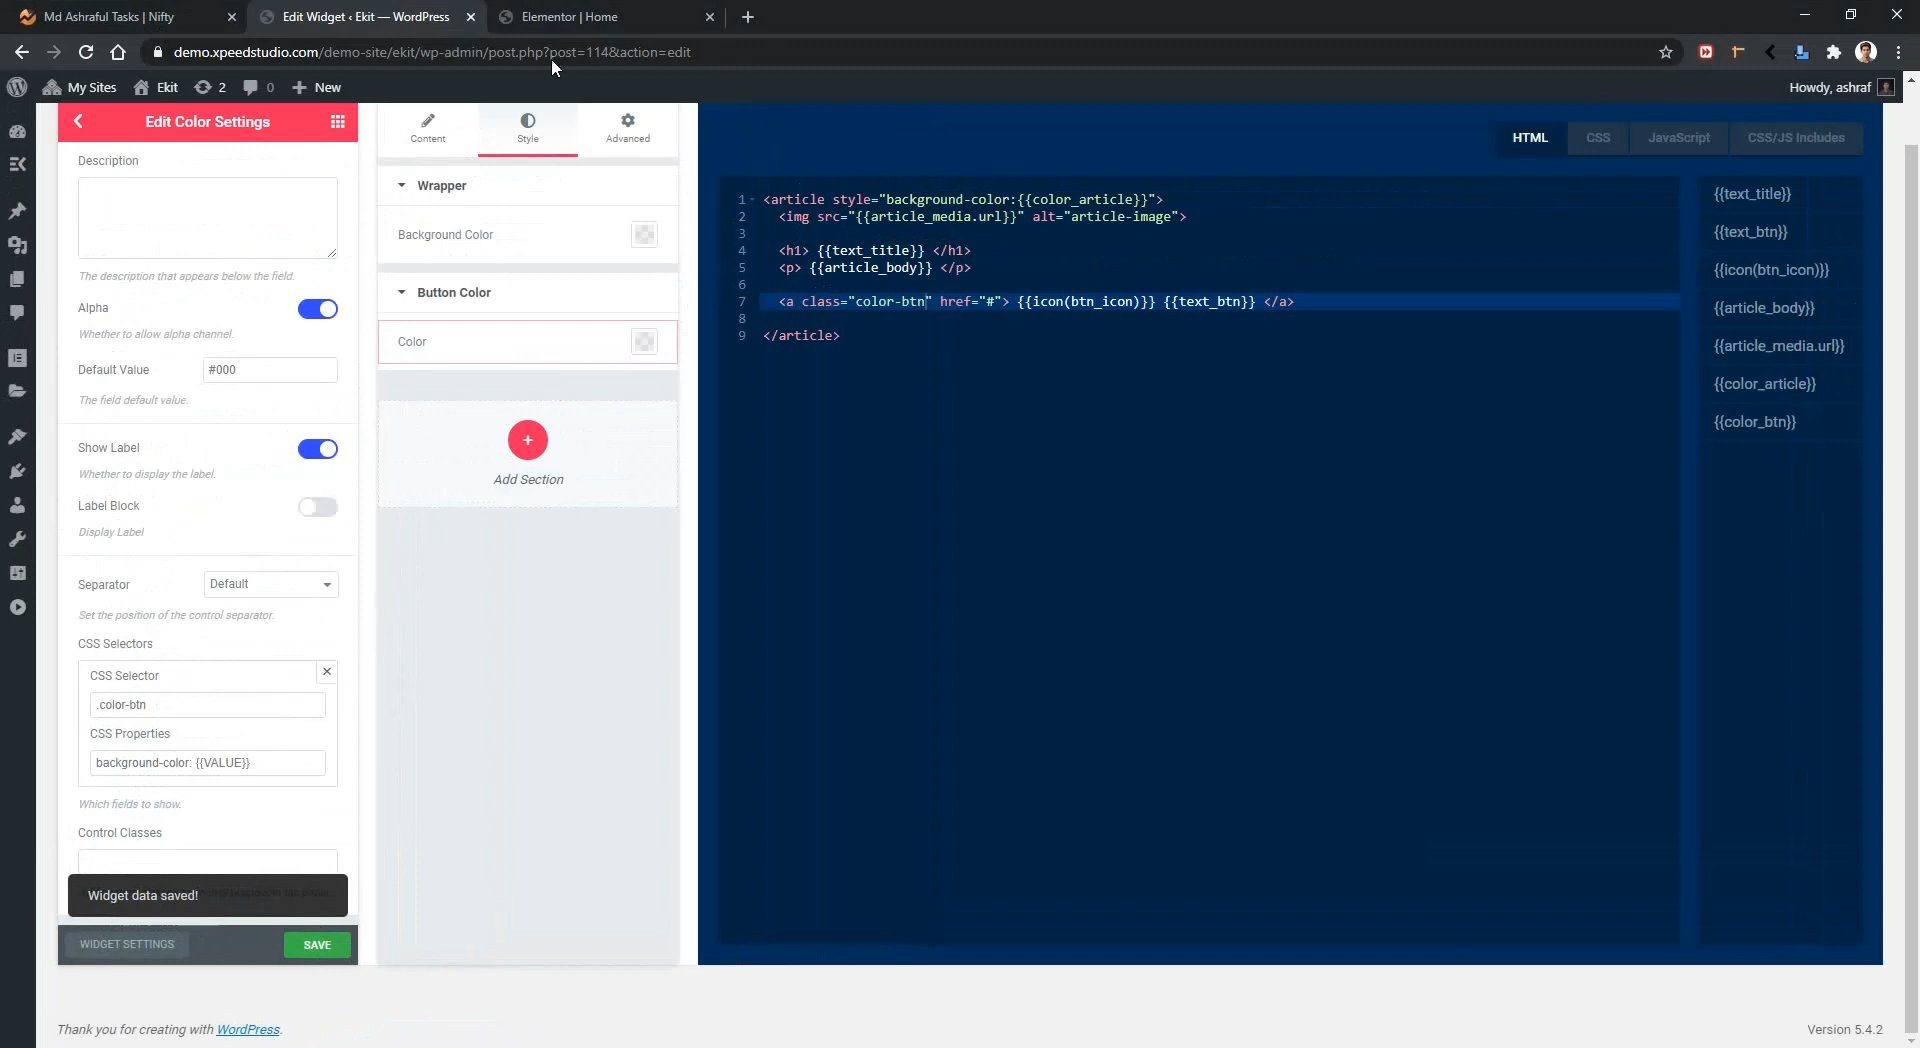 Md Ashraful Tasks | Nifty
Edit Widget ‹ Ekit — WordPress
Elementor | Home
demo.xpeedstudio.com/demo-site/ekit/wp-admin/post.php?post=114&action=edit
My Sites
Ekit
2
0
New
Howdy, ashraf
Edit Color Settings
Description
The description that appears below the field.
Alpha
Whether to allow alpha channel.
Default Value
#000
The field default value.
Show Label
Whether to display the label.
Label Block
Display Label
Separator
Default
Set the position of the control separator.
CSS Selectors
CSS Selector
.color-btn
CSS Properties
background-color: {{VALUE}}
Which fields to show.
Control Classes
Widget data saved!
WIDGET SETTINGS
SAVE
Content
Style
Advanced
Wrapper
Background Color
Button Color
Color
+
Add Section
HTML
CSS
JavaScript
CSS/JS Includes
1 <article style="background-color:{{color_article}}">
2 <img src="{{article_media.url}}" alt="article-image">
3
4 <h1> {{text_title}} </h1>
5 <p> {{article_body}} </p>
6
7 <a class="color-btn" href="#"> {{icon(btn_icon)}} {{text_btn}} </a>
8
9 </article>
{{text_title}}
{{text_btn}}
{{icon(btn_icon)}}
{{article_body}}
{{article_media.url}}
{{color_article}}
{{color_btn}}
Thank you for creating with WordPress.
Version 5.4.2